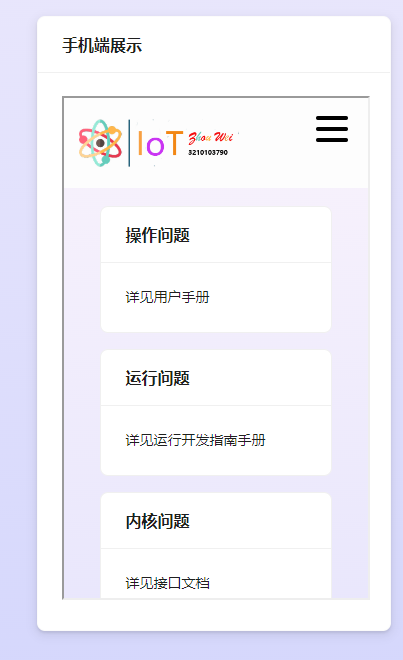 手机端展示
IoT Zhou Wei
3210103790
操作问题
详见用户手册
运行问题
详见运行开发指南手册
内核问题
详见接口文档